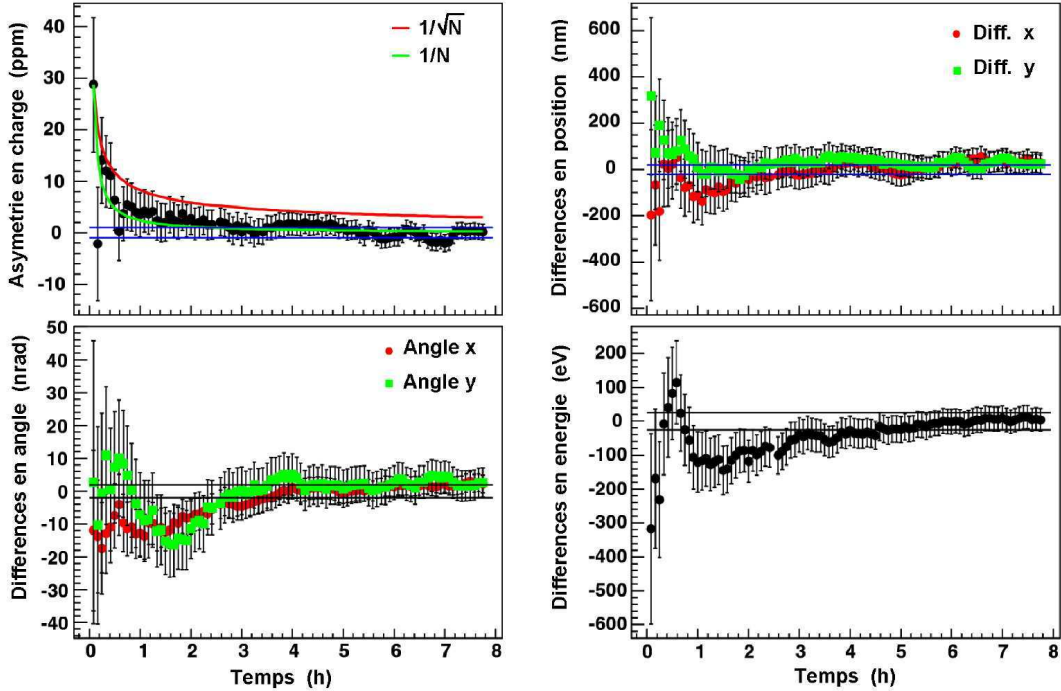 Asymetrie en charge (ppm)
40
30
20
10
0
-10
1/√N
1/N
Differences en position (nm)
600
400
200
0
-200
-400
-600
Diff. x
Diff. y
Differences en angle (nrad)
50
40
30
20
10
0
-10
-20
-30
-40
Angle x
Angle y
0 1 2 3 4 5 6 7 8
Temps (h)
Differences en energie (eV)
200
100
0
-100
-200
-300
-400
-500
-600
0 1 2 3 4 5 6 7 8
Temps (h)